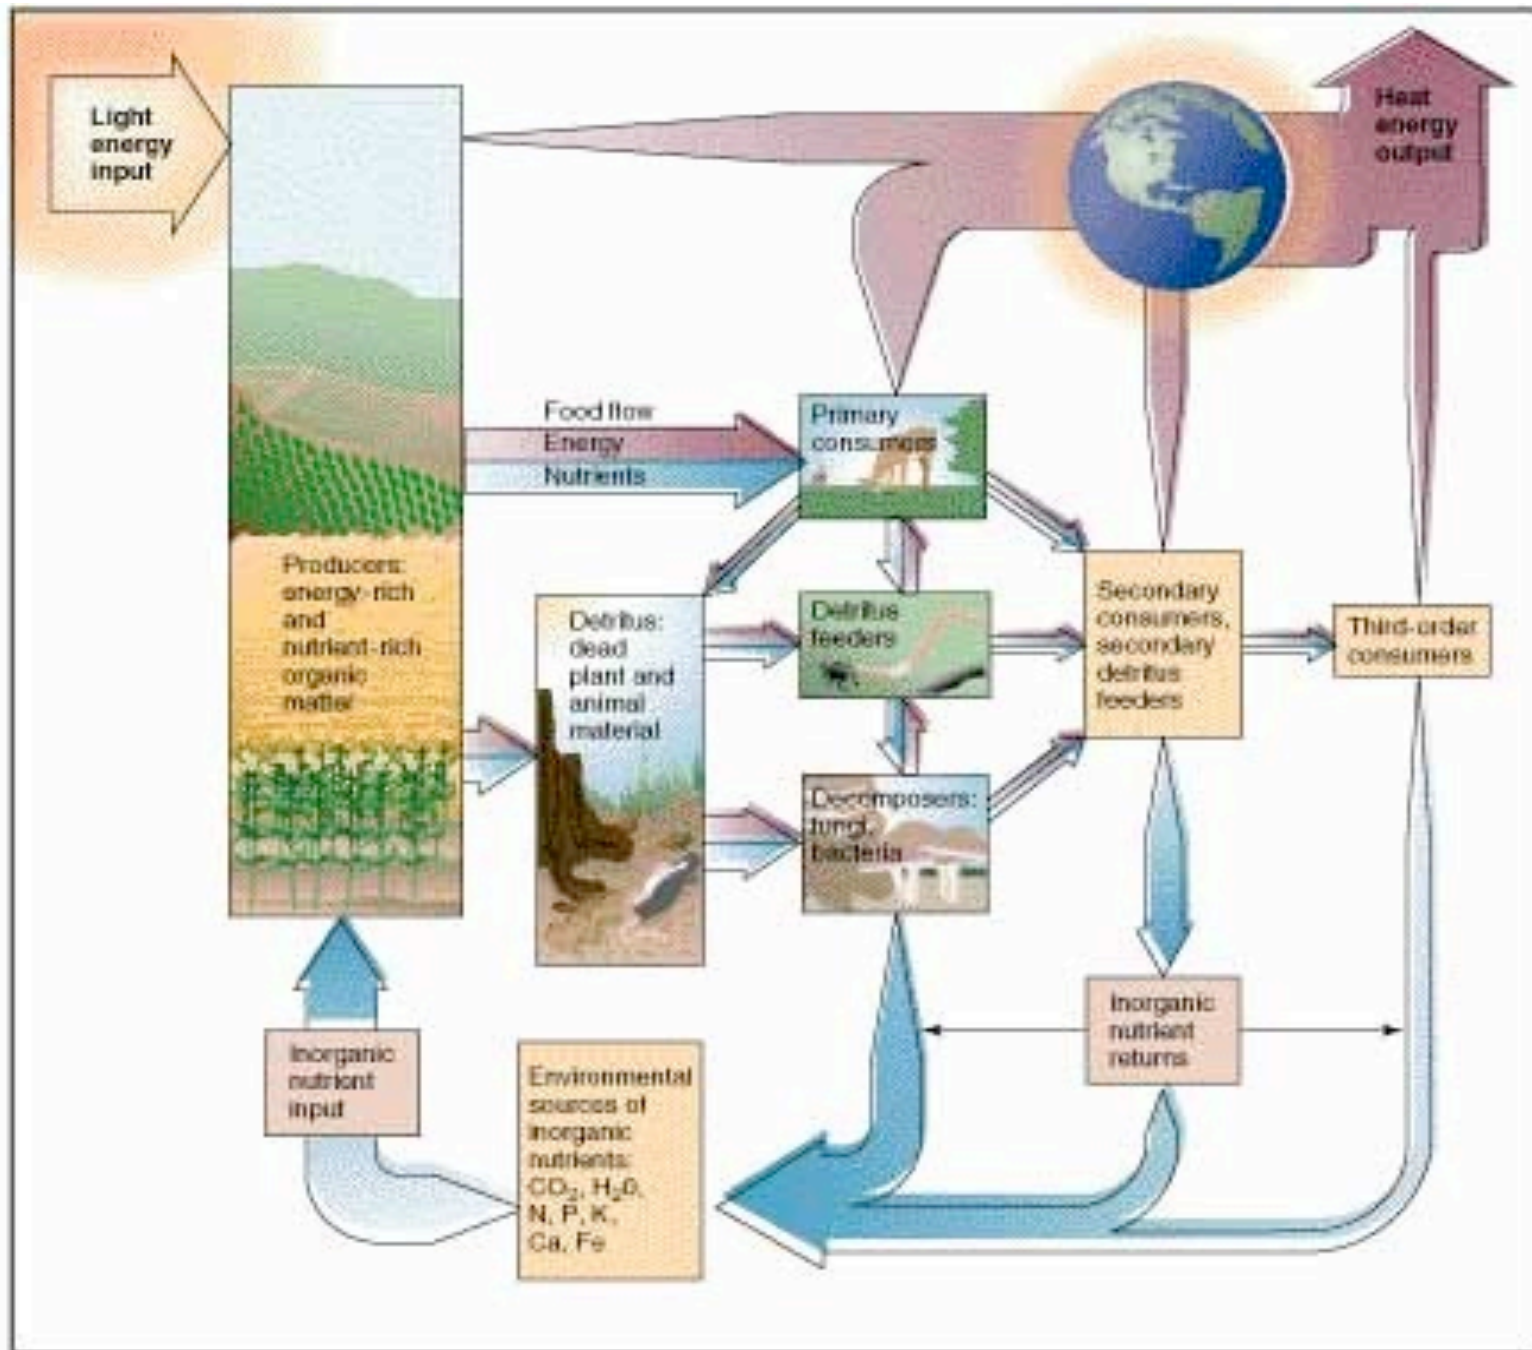 Light
energy
input
Heat
energy
output
Food flow
Energy
Nutrients
Primary
consumers
Producers:
energy-rich
and
nutrient-rich
organic
matter
Detritus:
dead
plant and
animal
material
Detritus
feeders
Secondary
consumers,
secondary
detritus
feeders
Third-order
consumers
Decomposers:
fungi,
bacteria
Inorganic
nutrient
returns
Inorganic
nutrient
input
Environmental
sources of
inorganic
nutrients:
CO₂, H₂0,
N, P, K,
Ca, Fe